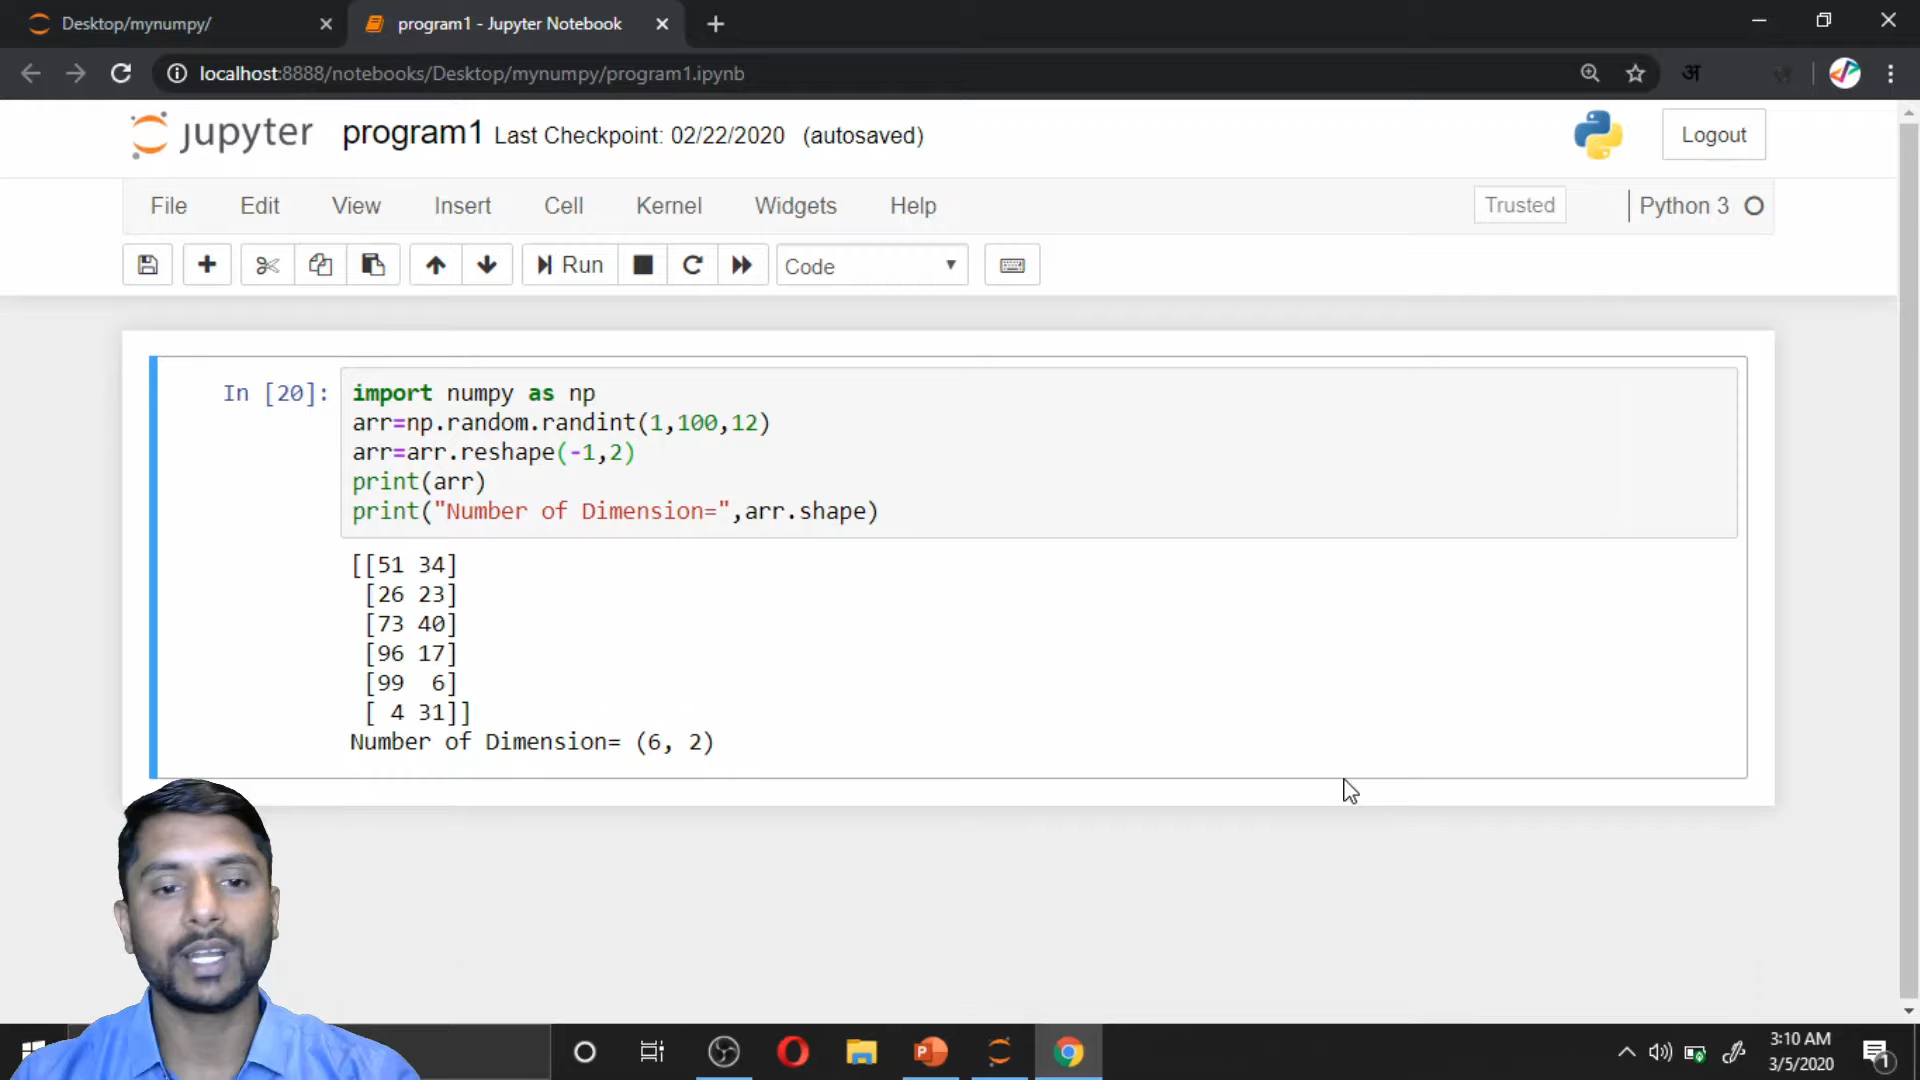 Desktop/mynumpy/
program1 - Jupyter Notebook
localhost:8888/notebooks/Desktop/mynumpy/program1.ipynb
अ
jupyter program1 Last Checkpoint: 02/22/2020 (autosaved)
Logout
File Edit View Insert Cell Kernel Widgets Help
Trusted
Python 3
Run
Code
In [20]:
import numpy as np
arr=np.random.randint(1,100,12)
arr=arr.reshape(-1,2)
print(arr)
print("Number of Dimension=",arr.shape)
[[51 34]
[26 23]
[73 40]
[96 17]
[99  6]
[ 4 31]]
Number of Dimension= (6, 2)
3:10 AM
3/5/2020
1